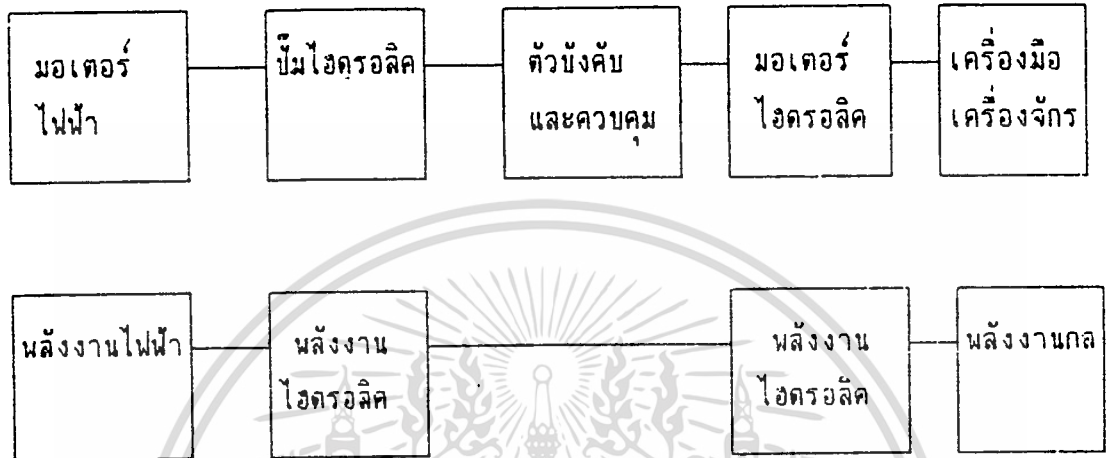 มอเตอร์
ไฟฟ้า
ปั๊มไฮดรอลิค
ตัวบังคับ
และควบคุม
มอเตอร์
ไฮดรอลิค
เครื่องมือ
เครื่องจักร
พลังงานไฟฟ้า
พลังงาน
ไฮดรอลิค
พลังงาน
ไฮดรอลิค
พลังงานกล